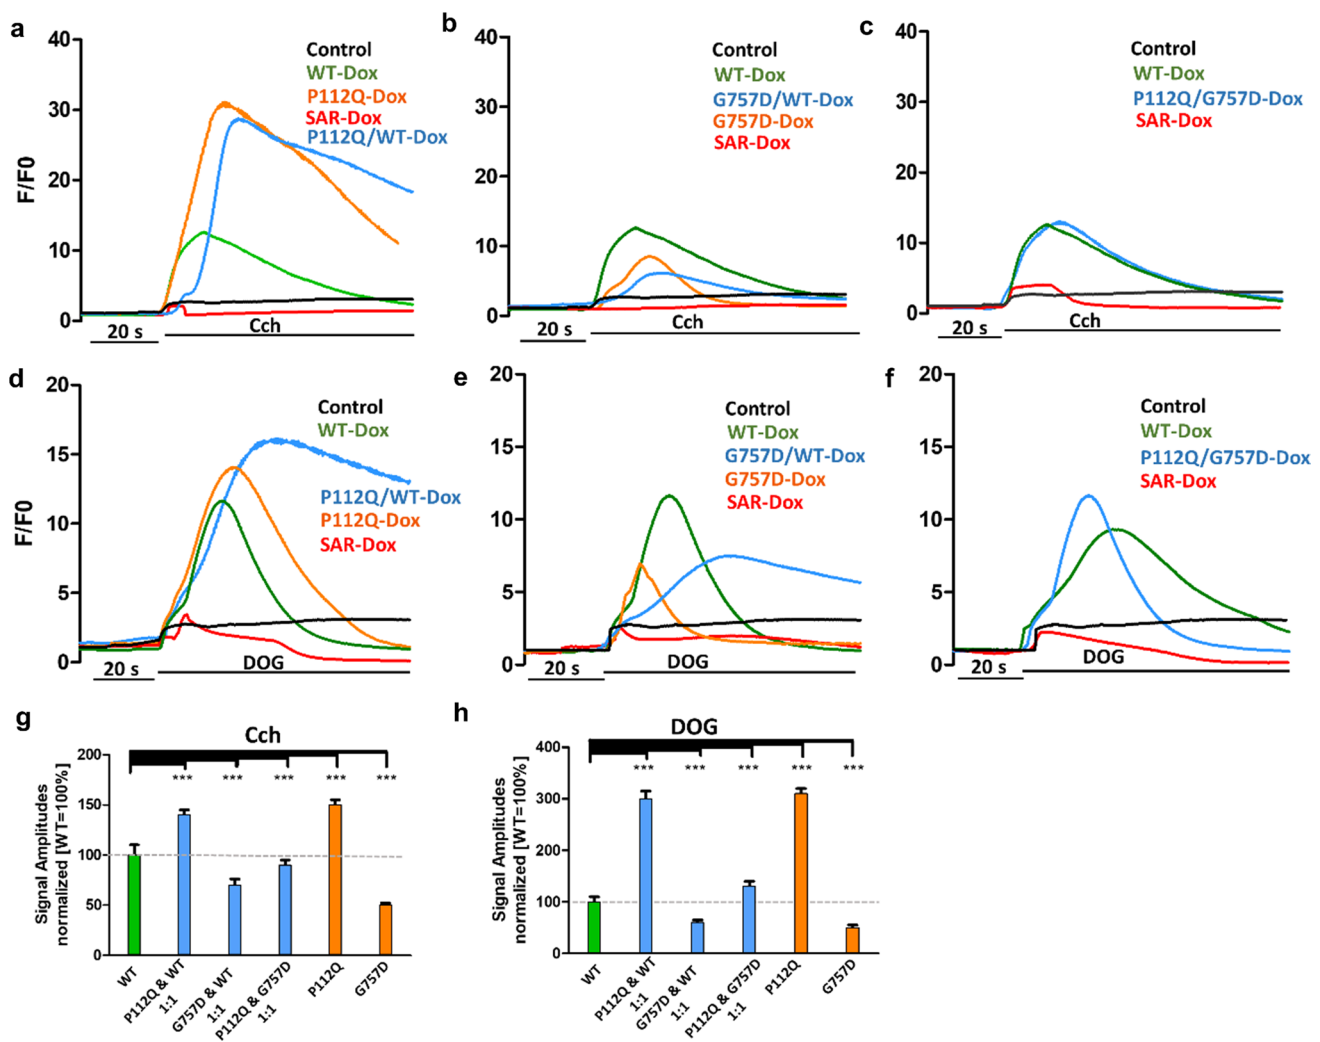 a
40
30
20
10
0
F/F0
Control
WT-Dox
P112Q-Dox
SAR-Dox
P112Q/WT-Dox
20 s
Cch
b
40
30
20
10
0
Control
WT-Dox
G757D/WT-Dox
G757D-Dox
SAR-Dox
20 s
Cch
c
40
30
20
10
0
Control
WT-Dox
P112Q/G757D-Dox
SAR-Dox
20 s
Cch
d
20
15
10
5
0
F/F0
Control
WT-Dox
P112Q/WT-Dox
P112Q-Dox
SAR-Dox
20 s
DOG
e
20
15
10
5
0
Control
WT-Dox
G757D/WT-Dox
G757D-Dox
SAR-Dox
20 s
DOG
f
20
15
10
5
0
Control
WT-Dox
P112Q/G757D-Dox
SAR-Dox
20 s
DOG
g
Cch
200
150
100
50
0
Signal Amplitudes
normalized [WT=100%]
*** *** *** *** ***
WT
P112Q & WT
1:1
G757D & WT
1:1
P112Q & G757D
1:1
P112Q
G757D
h
DOG
400
300
200
100
0
Signal Amplitudes
normalized [WT=100%]
*** *** *** *** ***
WT
P112Q & WT
1:1
G757D & WT
1:1
P112Q & G757D
1:1
P112Q
G757D